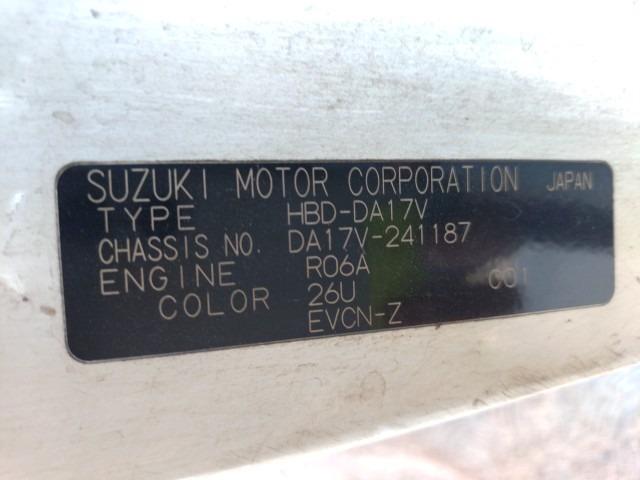 SUZUKI MOTOR CORPORATION JAPAN
TYPE HBD-DA17V
CHASSIS NO. DA17V-241187
ENGINE R06A C01
COLOR 26U
EVCN-Z